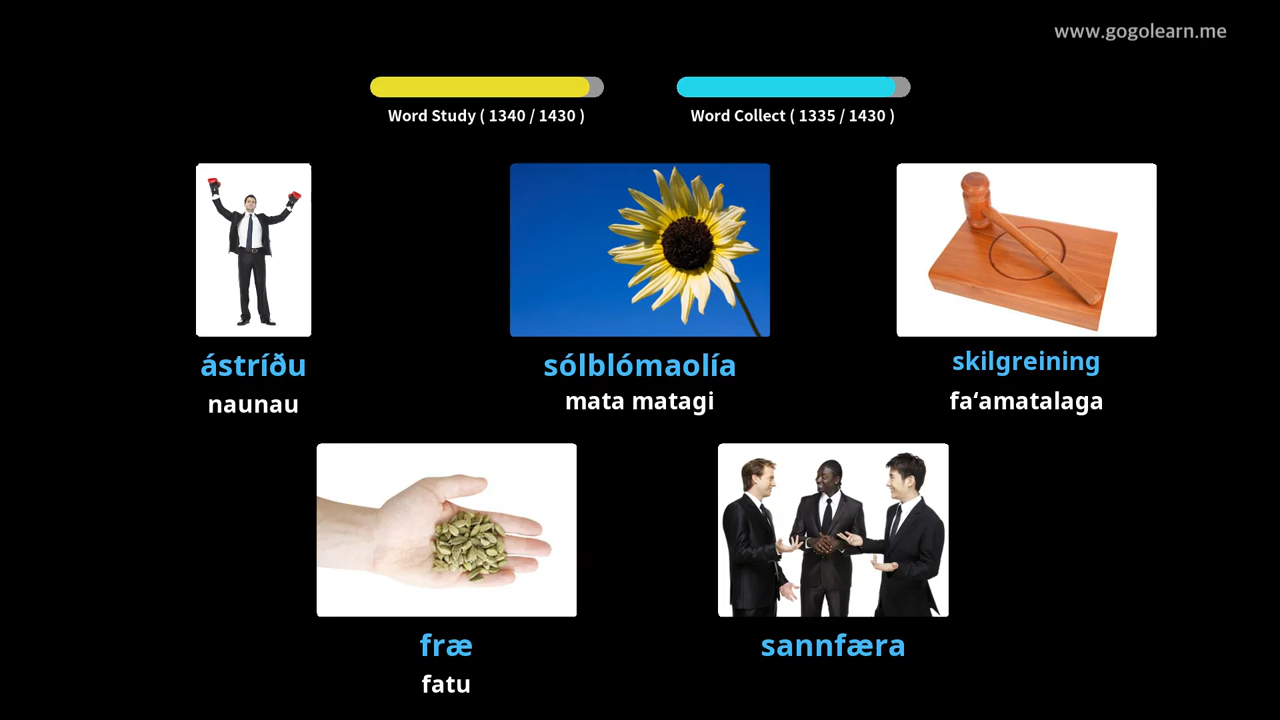 www.gogolearn.me
Word Study ( 1340 / 1430 )
Word Collect ( 1335 / 1430 )
ástríðu
naunau
sólblómaolía
mata matagi
skilgreining
faʻamatalaga
fræ
fatu
sannfæra